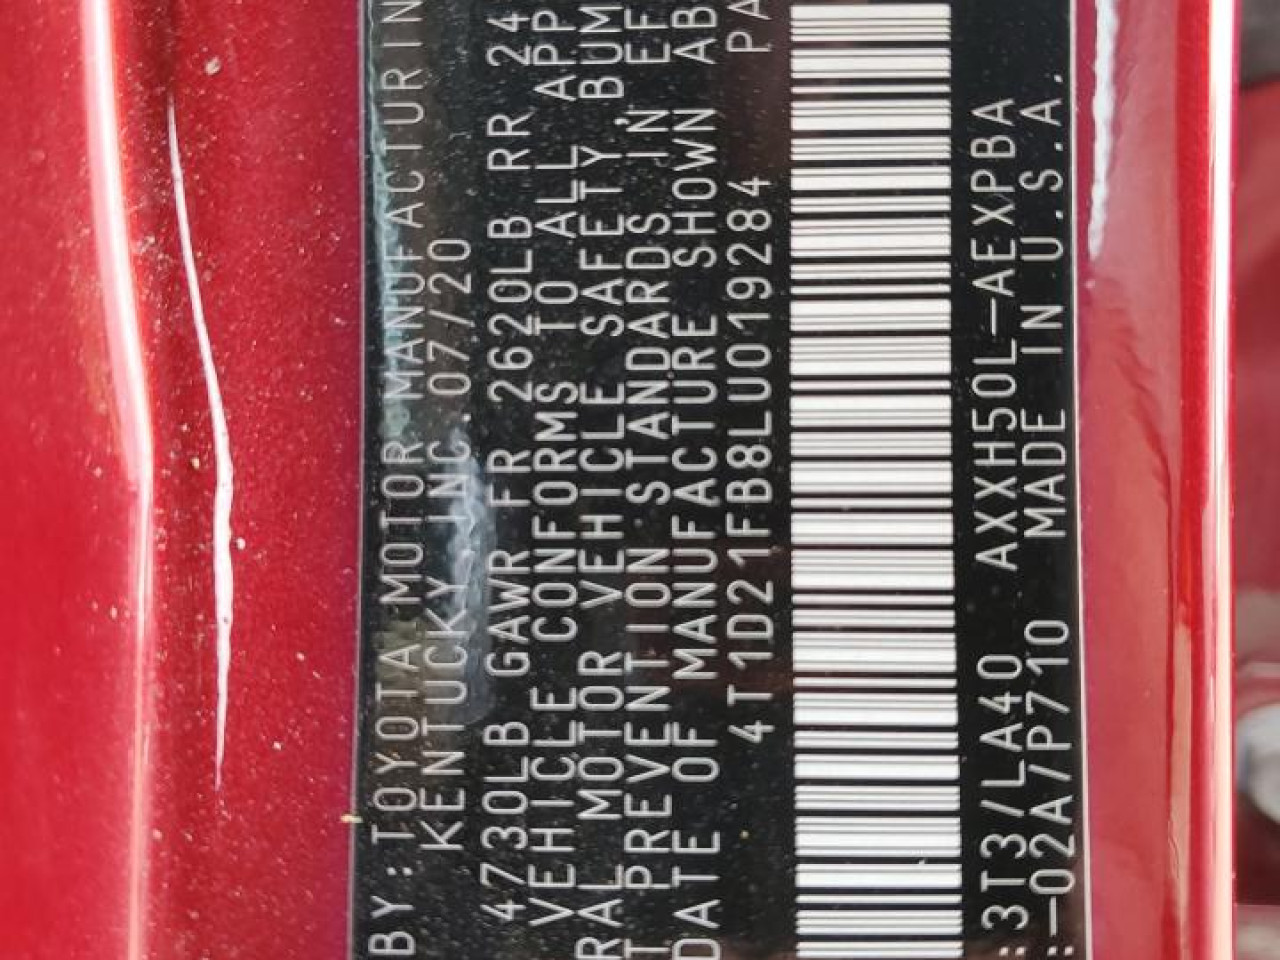 BY:TOYOTA MOTOR MANUFACTURIN
KENTUCKY,INC. 07/20
4730LB GAWR FR 2620LB RR 24
VEHICLE CONFORMS TO ALL APP
RAL MOTOR VEHICLE SAFETY BUM
T PREVENTION STANDARDS IN EF
DATE OF MANUFACTURE SHOWN AB
4T1D21FB8LU019284 PA
:3T3/LA40 AXXH50L-AEXPBA
:-02A/P710 MADE IN U.S.A.